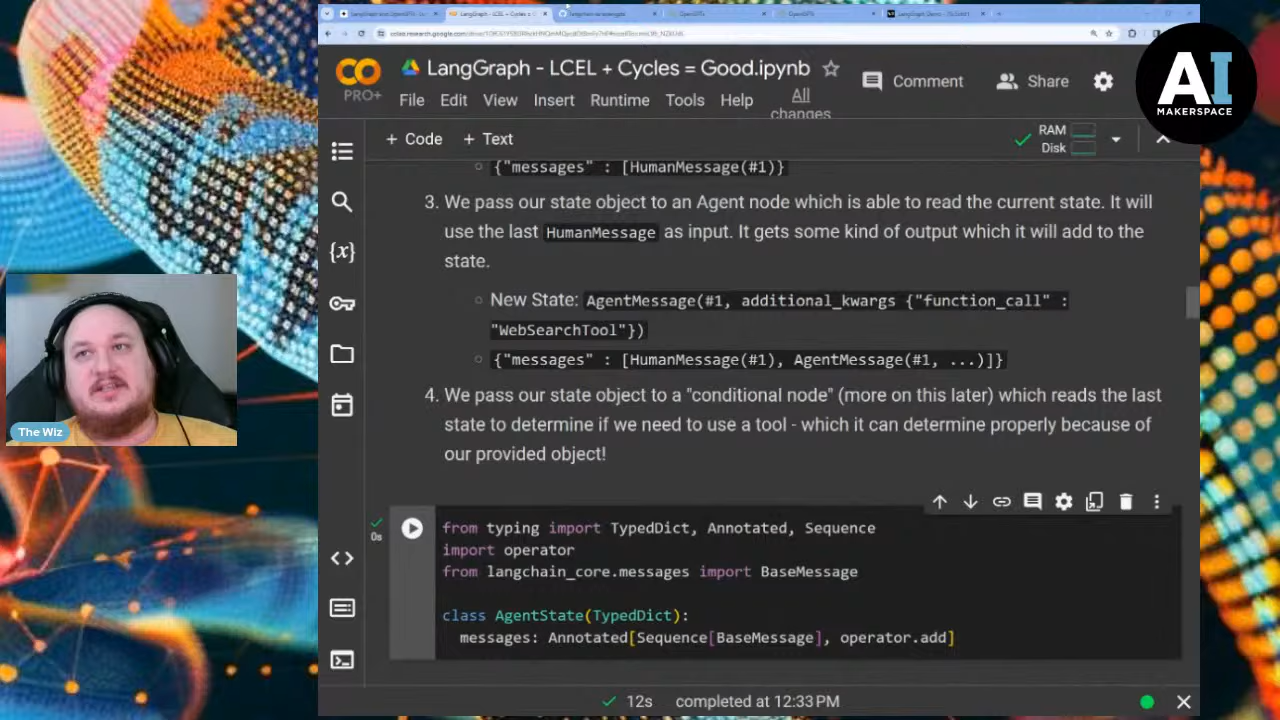 LangGraph - LCEL + Cycles = Good.ipynb
PRO+
File Edit View Insert Runtime Tools Help
All changes
Comment
Share
AI
MAKERSPACE
+ Code + Text
RAM
Disk
{"messages" : [HumanMessage(#1)}
3. We pass our state object to an Agent node which is able to read the current state. It will
use the last HumanMessage as input. It gets some kind of output which it will add to the
state.
New State: AgentMessage(#1, additional_kwargs {"function_call" :
"WebSearchTool"})
{"messages" : [HumanMessage(#1), AgentMessage(#1, ...)]}
4. We pass our state object to a "conditional node" (more on this later) which reads the last
state to determine if we need to use a tool - which it can determine properly because of
our provided object!
The Wiz
0s
from typing import TypedDict, Annotated, Sequence
import operator
from langchain_core.messages import BaseMessage
class AgentState(TypedDict):
messages: Annotated[Sequence[BaseMessage], operator.add]
12s completed at 12:33 PM